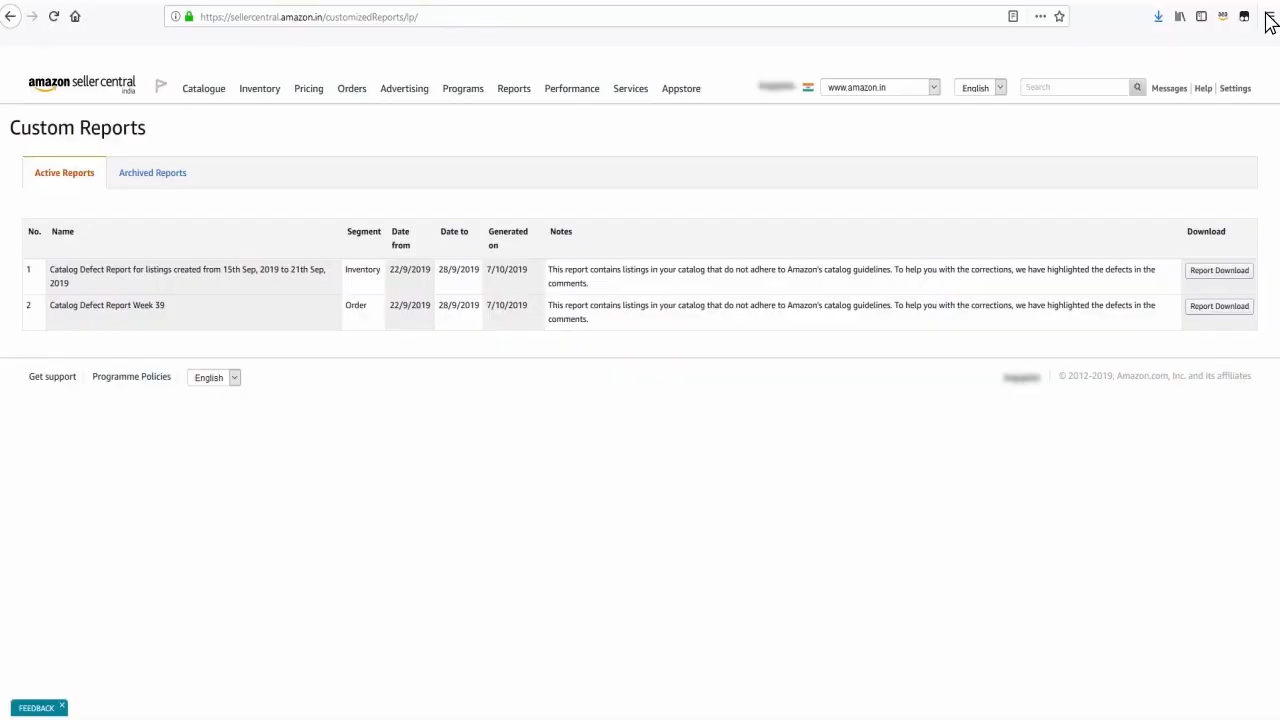 https://sellercentral.amazon.in/customizedReports/lp/
amazon seller central
india
Catalogue Inventory Pricing Orders Advertising Programs Reports Performance Services Appstore
www.amazon.in English Search Messages | Help | Settings
Custom Reports
Active Reports Archived Reports
No. Name Segment Date from Date to Generated on Notes Download
1 Catalog Defect Report for listings created from 15th Sep, 2019 to 21st Sep, 2019 Inventory 22/9/2019 28/9/2019 7/10/2019 This report contains listings in your catalog that do not adhere to Amazon's catalog guidelines. To help you with the corrections, we have highlighted the defects in the comments. Report Download
2 Catalog Defect Report Week 39 Order 22/9/2019 28/9/2019 7/10/2019 This report contains listings in your catalog that do not adhere to Amazon's catalog guidelines. To help you with the corrections, we have highlighted the defects in the comments. Report Download
Get support Programme Policies English © 2012-2019, Amazon.com, Inc. and its affiliates
FEEDBACK